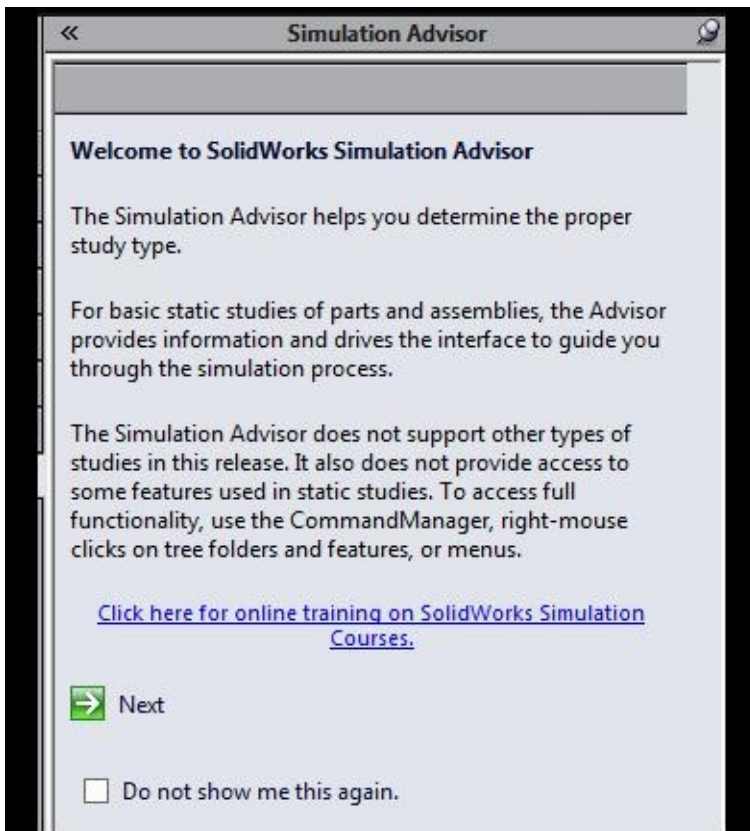 Simulation Advisor
Welcome to SolidWorks Simulation Advisor
The Simulation Advisor helps you determine the proper
study type.
For basic static studies of parts and assemblies, the Advisor
provides information and drives the interface to guide you
through the simulation process.
The Simulation Advisor does not support other types of
studies in this release. It also does not provide access to
some features used in static studies. To access full
functionality, use the CommandManager, right-mouse
clicks on tree folders and features, or menus.
Click here for online training on SolidWorks Simulation
Courses.
Next
Do not show me this again.